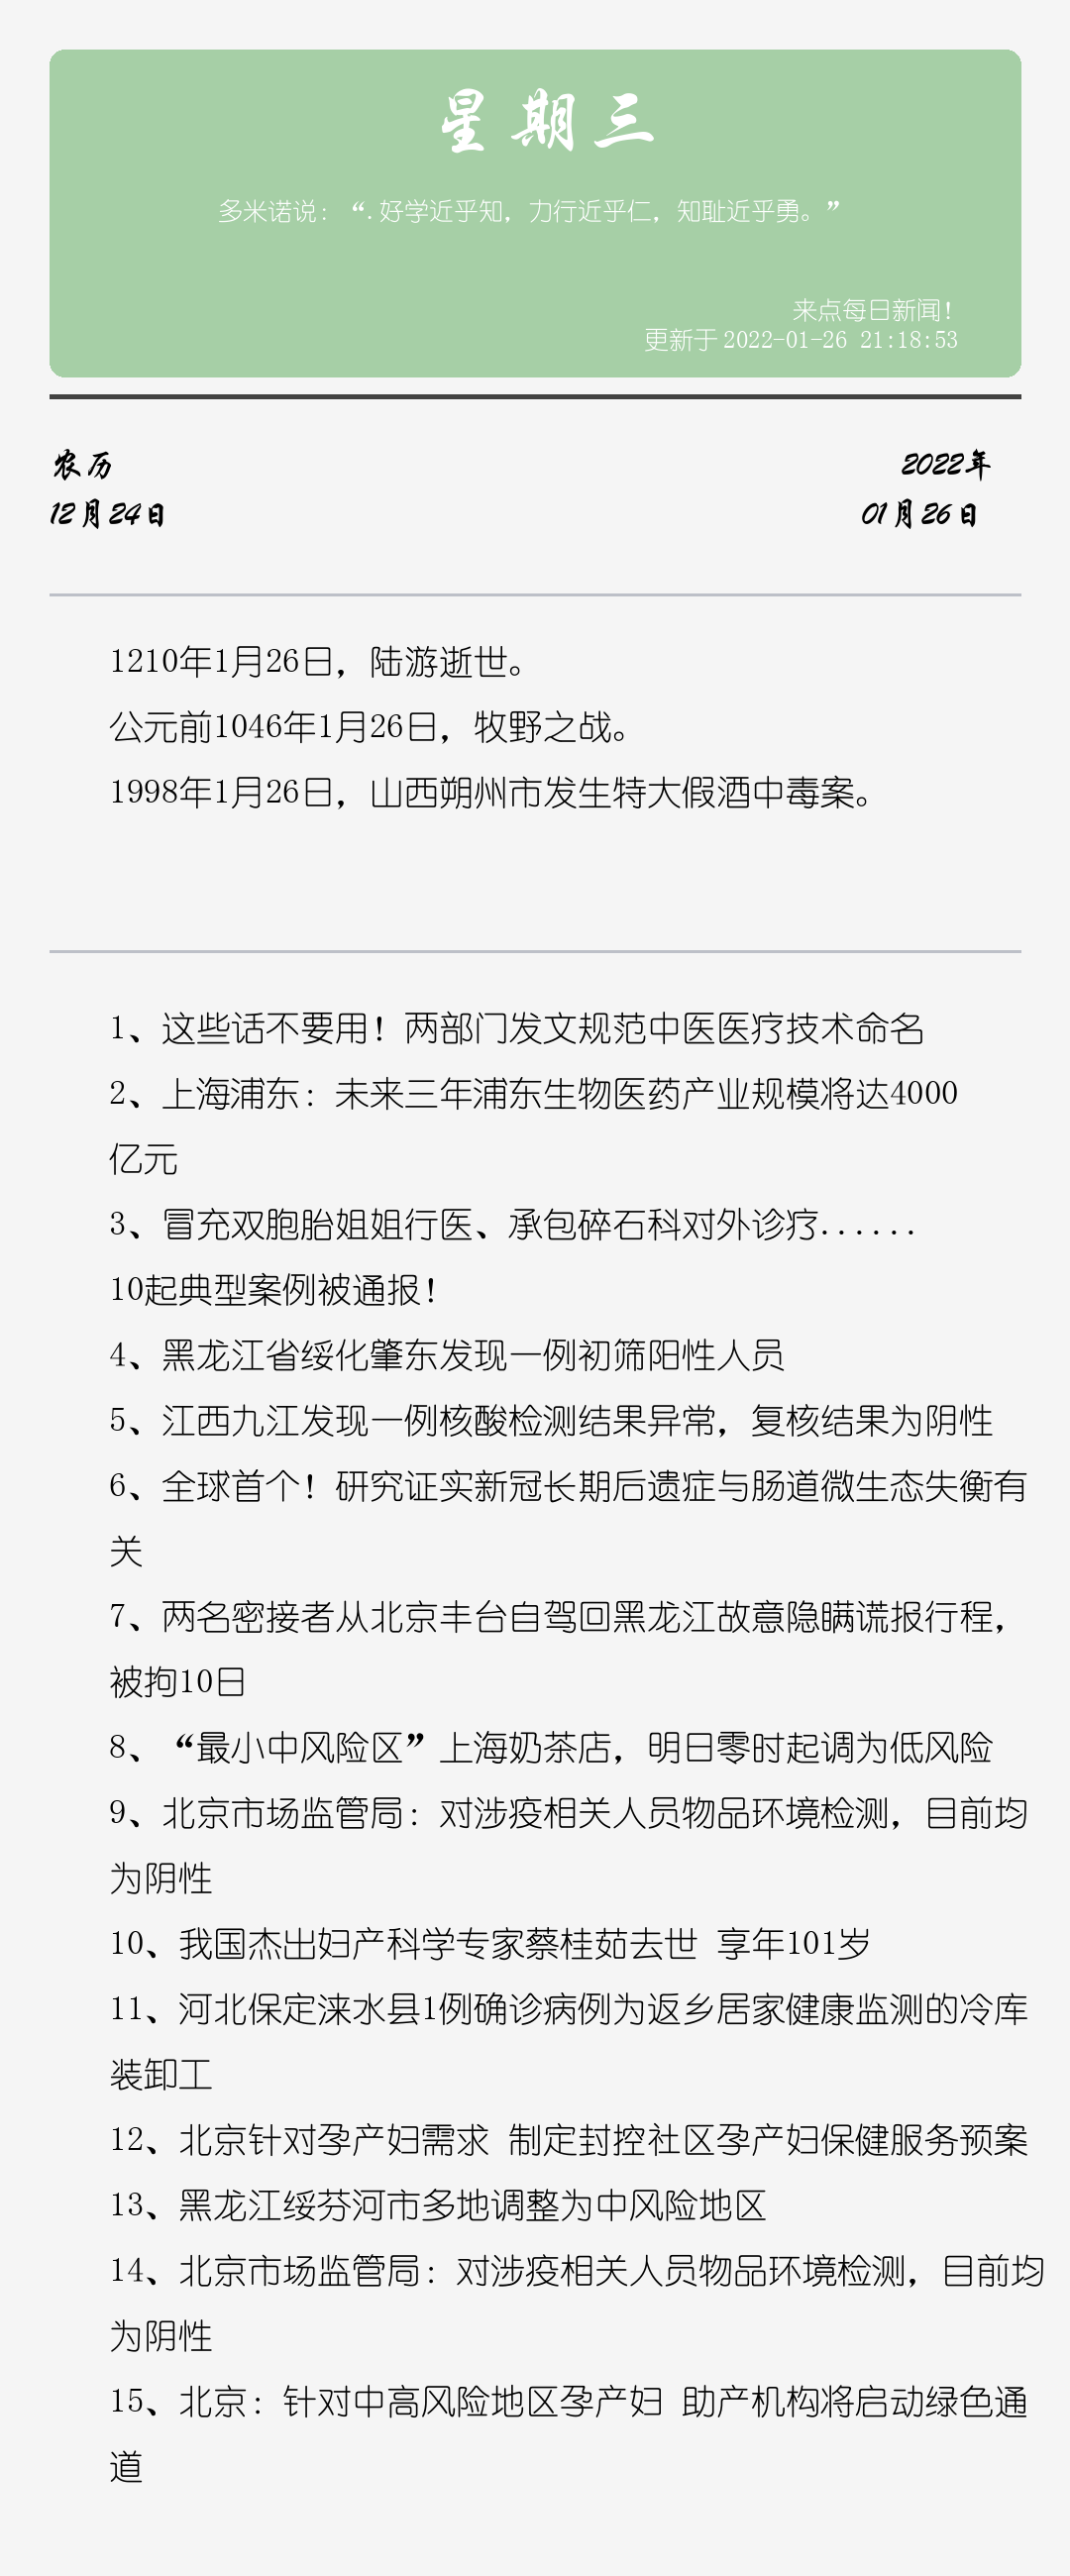 星期三
多米诺说：“.好学近乎知，力行近乎仁，知耻近乎勇。”
来点每日新闻！
更新于 2022-01-26 21:18:53
农历
2022年
12月24日
01月26日
1210年1月26日，陆游逝世。
公元前1046年1月26日，牧野之战。
1998年1月26日，山西朔州市发生特大假酒中毒案。
1、这些话不要用！两部门发文规范中医医疗技术命名
2、上海浦东：未来三年浦东生物医药产业规模将达4000
亿元
3、冒充双胞胎姐姐行医、承包碎石科对外诊疗......
10起典型案例被通报！
4、黑龙江省绥化肇东发现一例初筛阳性人员
5、江西九江发现一例核酸检测结果异常，复核结果为阴性
6、全球首个！研究证实新冠长期后遗症与肠道微生态失衡有
关
7、两名密接者从北京丰台自驾回黑龙江故意隐瞒谎报行程，
被拘10日
8、“最小中风险区”上海奶茶店，明日零时起调为低风险
9、北京市场监管局：对涉疫相关人员物品环境检测，目前均
为阴性
10、我国杰出妇产科学专家蔡桂茹去世 享年101岁
11、河北保定涞水县1例确诊病例为返乡居家健康监测的冷库
装卸工
12、北京针对孕产妇需求 制定封控社区孕产妇保健服务预案
13、黑龙江绥芬河市多地调整为中风险地区
14、北京市场监管局：对涉疫相关人员物品环境检测，目前均
为阴性
15、北京：针对中高风险地区孕产妇 助产机构将启动绿色通
道